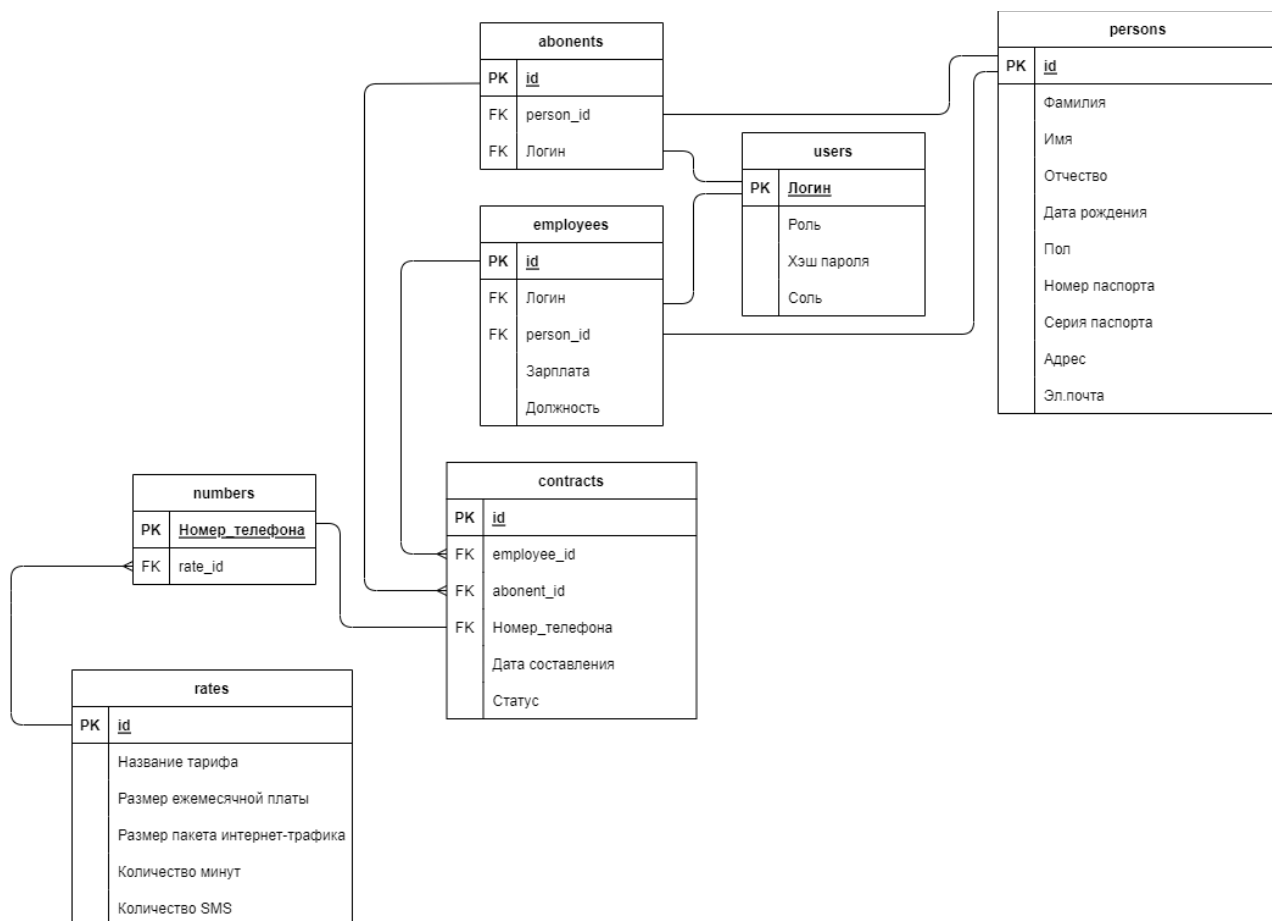 abonents
PK id
FK person_id
FK Логин
persons
PK id
Фамилия
Имя
Отчество
Дата рождения
Пол
Номер паспорта
Серия паспорта
Адрес
Эл.почта
users
PK Логин
Роль
Хэш пароля
Соль
employees
PK id
FK Логин
FK person_id
Зарплата
Должность
contracts
PK id
FK employee_id
FK abonent_id
FK Номер_телефона
Дата составления
Статус
numbers
PK Номер_телефона
FK rate_id
rates
PK id
Название тарифа
Размер ежемесячной платы
Размер пакета интернет-трафика
Количество минут
Количество SMS